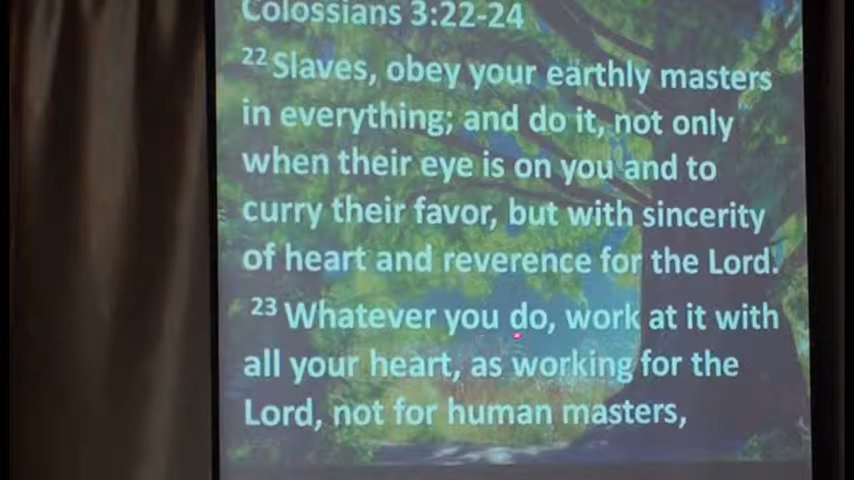 Colossians 3:22-24
22 Slaves, obey your earthly masters
in everything; and do it, not only
when their eye is on you and to
curry their favor, but with sincerity
of heart and reverence for the Lord.
23 Whatever you do, work at it with
all your heart, as working for the
Lord, not for human masters,